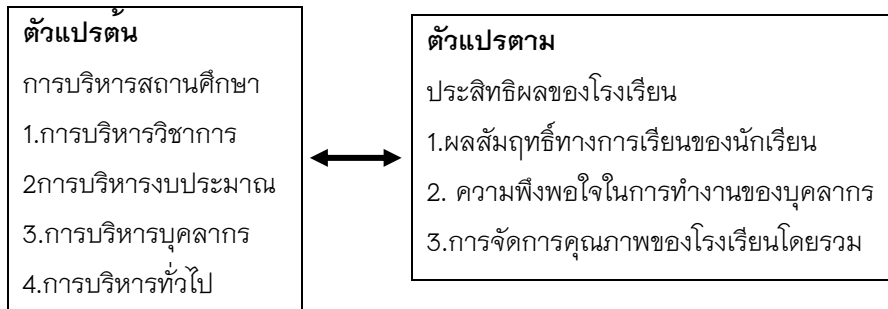 ตัวแปรต้น
การบริหารสถานศึกษา
1.การบริหารวิชาการ
2การบริหารงบประมาณ
3.การบริหารบุคลากร
4.การบริหารทั่วไป
ตัวแปรตาม
ประสิทธิผลของโรงเรียน
1.ผลสัมฤทธิ์ทางการเรียนของนักเรียน
2. ความพึงพอใจในการทำงานของบุคลากร
3.การจัดการคุณภาพของโรงเรียนโดยรวม